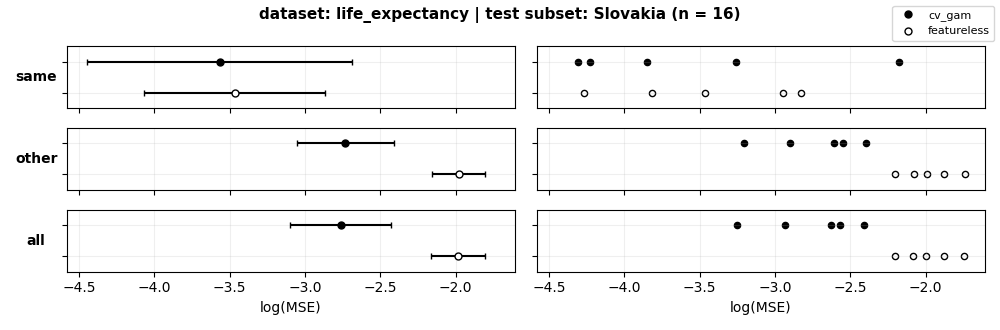 dataset: life_expectancy | test subset: Slovakia (n = 16)
cv_gam
featureless
same
other
all
−4.5 −4.0 −3.5 −3.0 −2.5 −2.0 −4.5 −4.0 −3.5 −3.0 −2.5 −2.0
log(MSE) log(MSE)